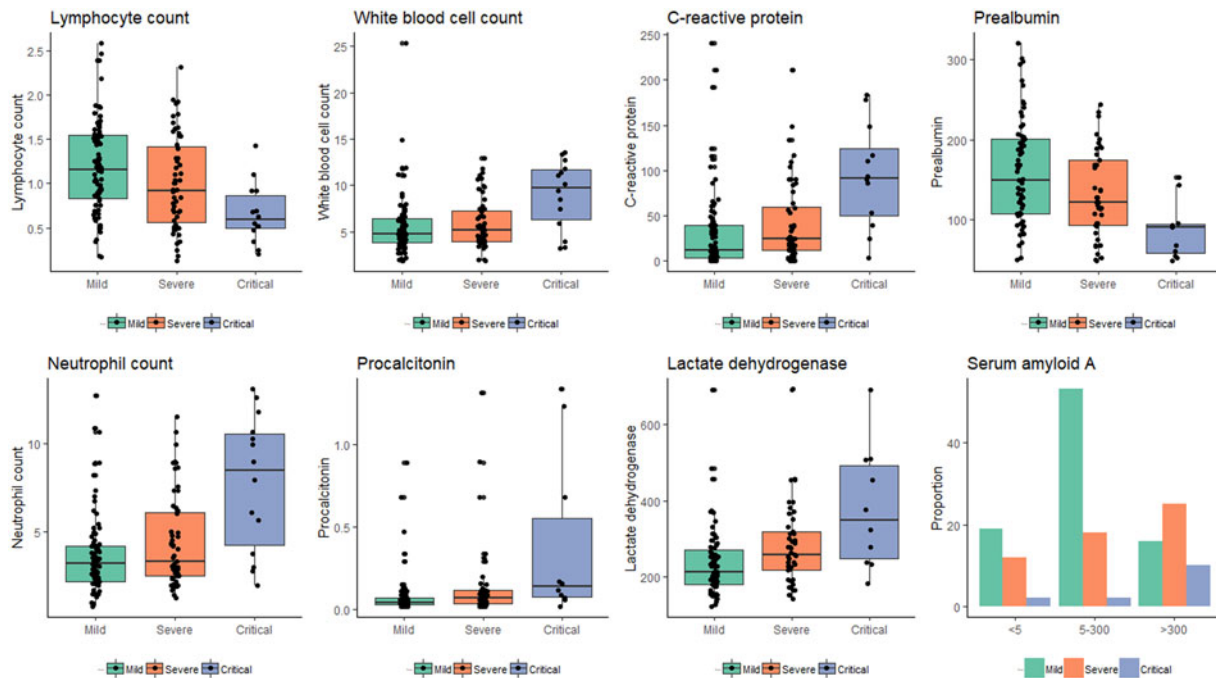 Lymphocyte count
Lymphocyte count
2.5
2.0
1.5
1.0
0.5
Mild Severe Critical
Mild Severe Critical
White blood cell count
White blood cell count
25
20
15
10
5
0
Mild Severe Critical
Mild Severe Critical
C-reactive protein
C-reactive protein
250
200
150
100
50
0
Mild Severe Critical
Mild Severe Critical
Prealbumin
Prealbumin
300
200
100
Mild Severe Critical
Mild Severe Critical
Neutrophil count
Neutrophil count
10
5
Mild Severe Critical
Mild Severe Critical
Procalcitonin
Procalcitonin
1.0
0.5
0.0
Mild Severe Critical
Mild Severe Critical
Lactate dehydrogenase
Lactate dehydrogenase
600
400
200
Mild Severe Critical
Mild Severe Critical
Serum amyloid A
Proportion
40
20
0
<5 5-300 >300
Mild Severe Critical